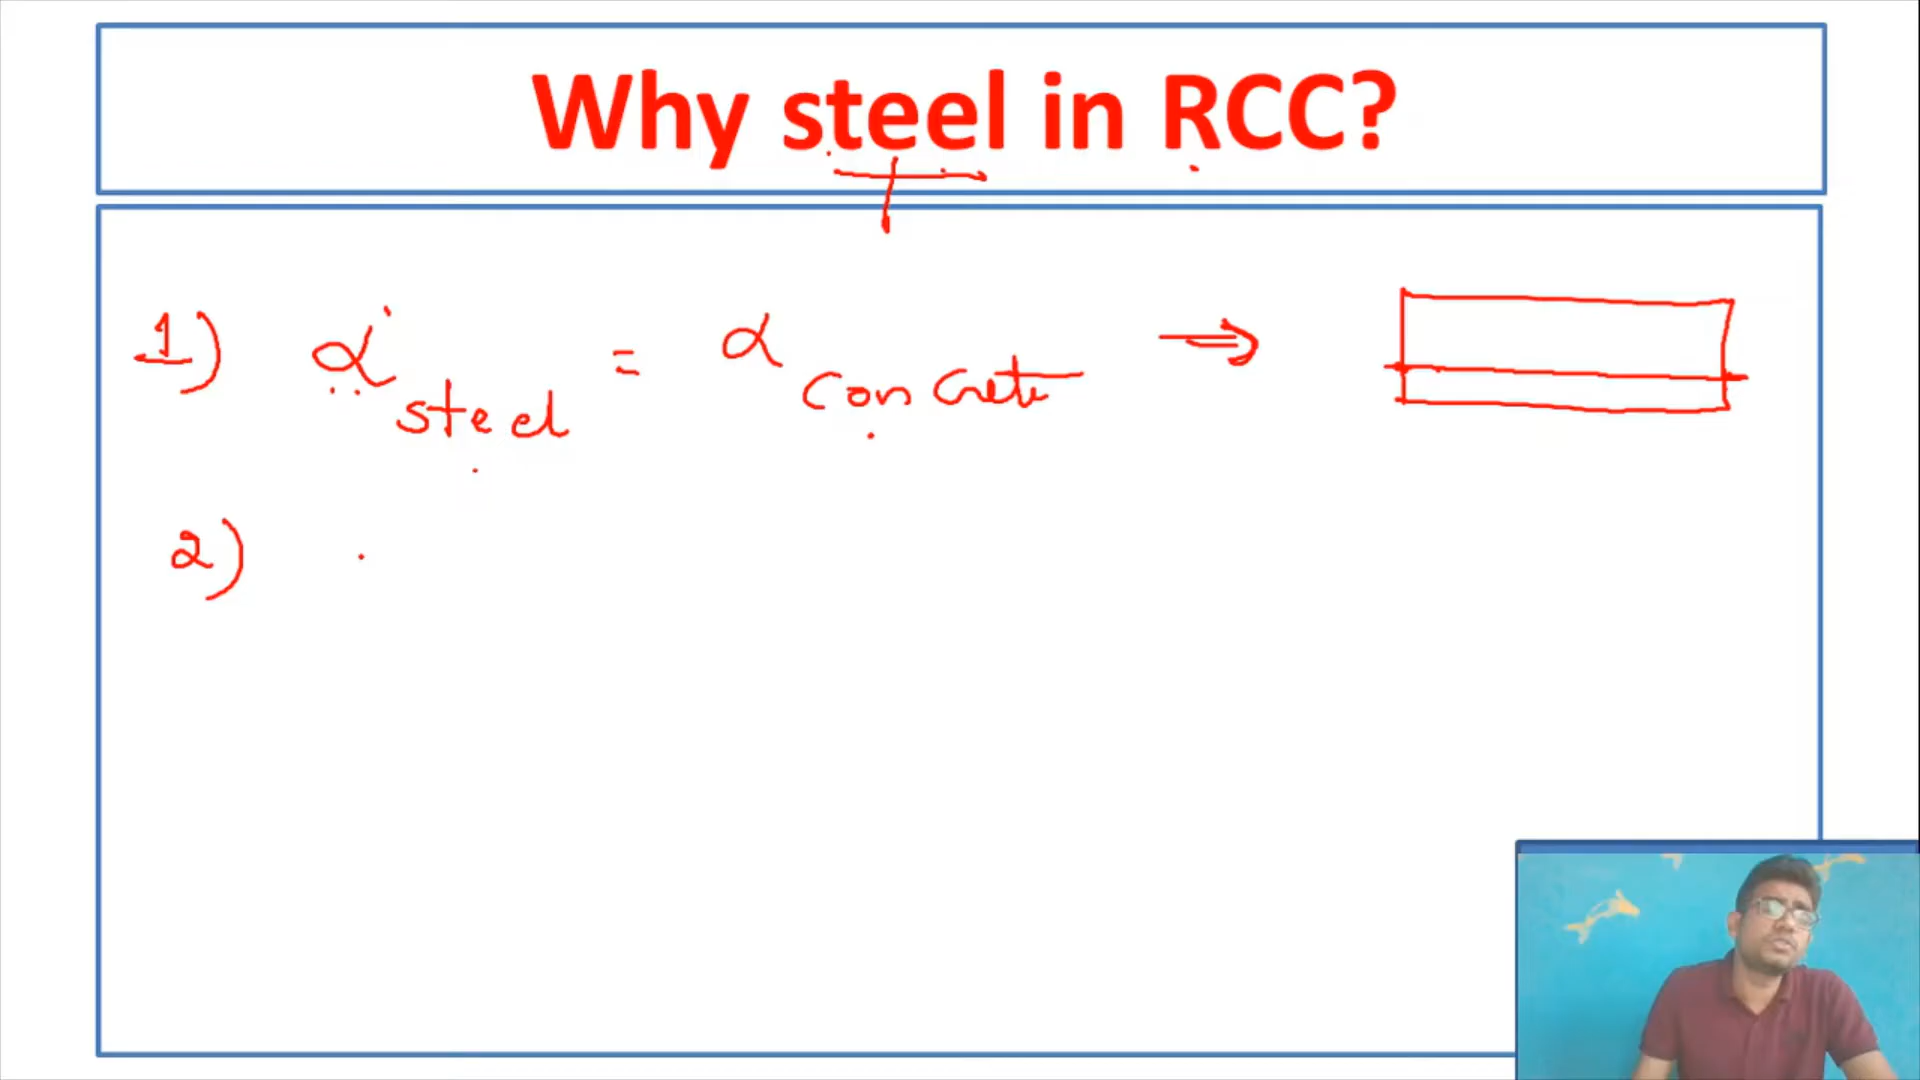 Why steel in RCC?
1) α steel = α concrete ⇒
2)